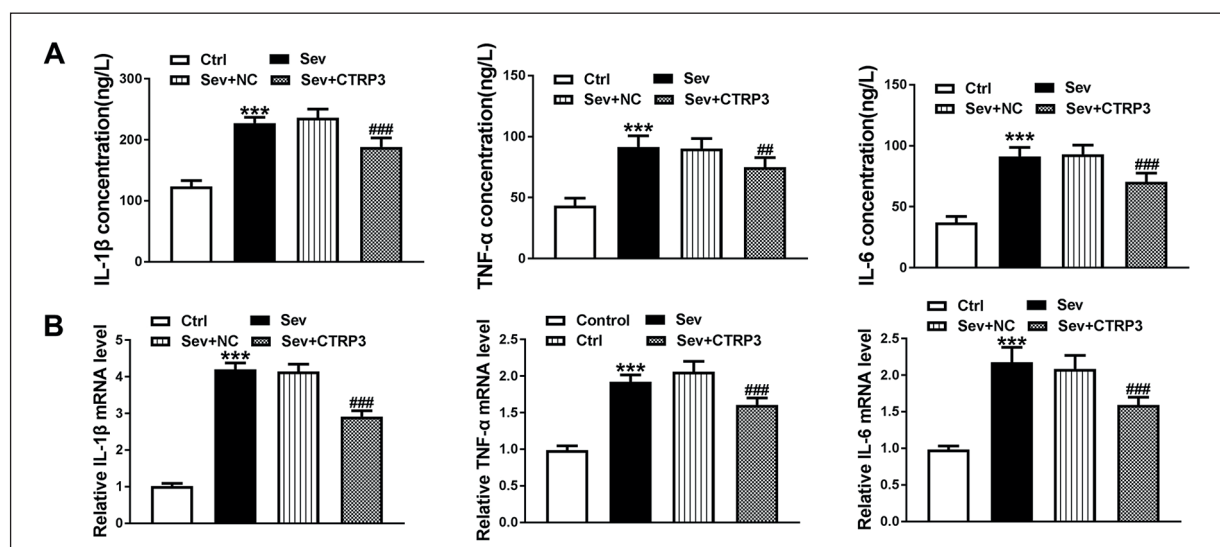 A
IL-1β concentration(ng/L)
Ctrl Sev
Sev+NC Sev+CTRP3
300
200
100
0
***
###
TNF-α concentration(ng/L)
Ctrl Sev
Sev+NC Sev+CTRP3
150
100
50
0
***
##
IL-6 concentration(ng/L)
Ctrl Sev
Sev+NC Sev+CTRP3
150
100
50
0
***
###
B
Relative IL-1β mRNA level
Ctrl Sev
Sev+NC Sev+CTRP3
5
4
3
2
1
0
***
###
Relative TNF-α mRNA level
Control Sev
Ctrl Sev+CTRP3
2.5
2.0
1.5
1.0
0.5
0.0
***
###
Relative IL-6 mRNA level
Ctrl Sev
Sev+NC Sev+CTRP3
2.5
2.0
1.5
1.0
0.5
0.0
***
###